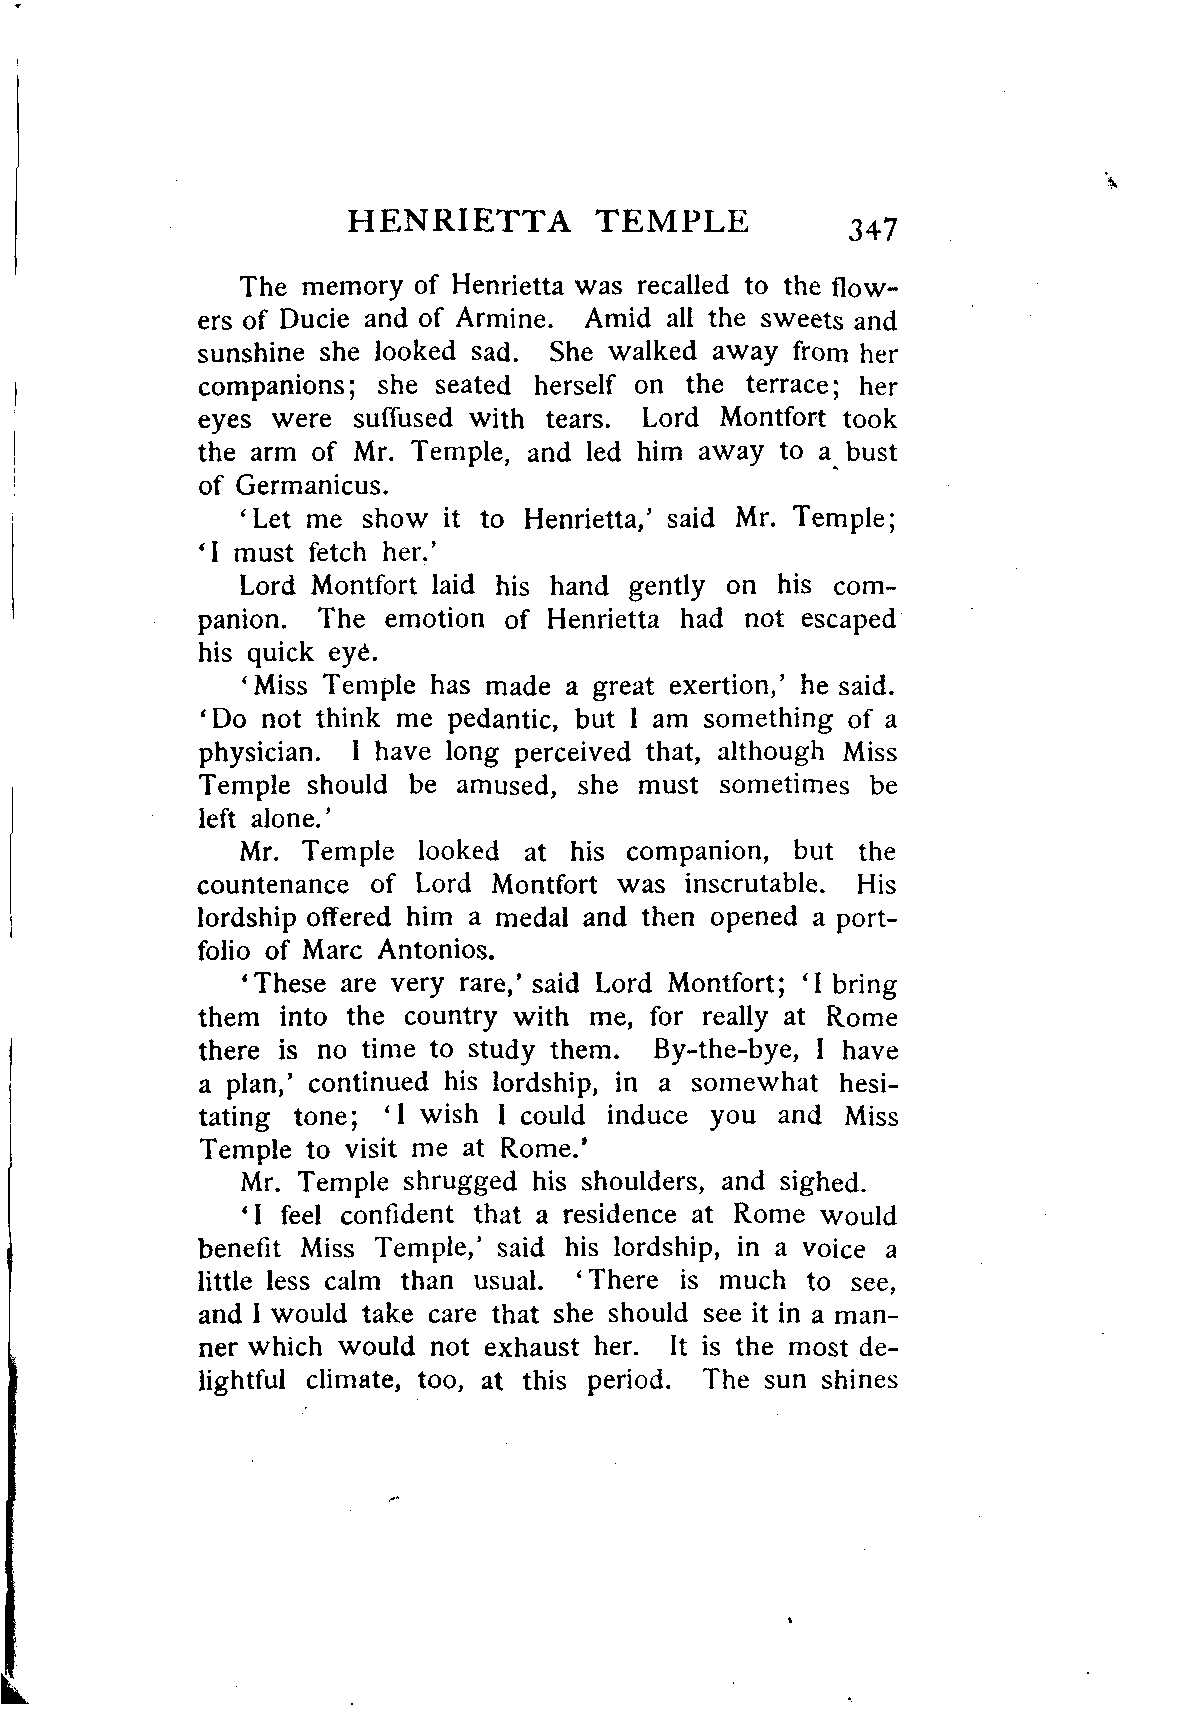 HENRIETTA TEMPLE 347
The memory of Henrietta was recalled to the flow-
ers of Ducie and of Armine. Amid all the sweets and
sunshine she looked sad. She walked away from her
companions; she seated herself on the terrace; her
eyes were suffused with tears. Lord Montfort took
the arm of Mr. Temple, and led him away to a bust
of Germanicus.
‘Let me show it to Henrietta,’ said Mr. Temple;
‘I must fetch her.’
Lord Montfort laid his hand gently on his com-
panion. The emotion of Henrietta had not escaped
his quick eye.
‘Miss Temple has made a great exertion,’ he said.
‘Do not think me pedantic, but I am something of a
physician. I have long perceived that, although Miss
Temple should be amused, she must sometimes be
left alone.’
Mr. Temple looked at his companion, but the
countenance of Lord Montfort was inscrutable. His
lordship offered him a medal and then opened a port-
folio of Marc Antonios.
‘These are very rare,’ said Lord Montfort; ‘I bring
them into the country with me, for really at Rome
there is no time to study them. By-the-bye, I have
a plan,’ continued his lordship, in a somewhat hesi-
tating tone; ‘I wish I could induce you and Miss
Temple to visit me at Rome.’
Mr. Temple shrugged his shoulders, and sighed.
‘I feel confident that a residence at Rome would
benefit Miss Temple,’ said his lordship, in a voice a
little less calm than usual. ‘There is much to see,
and I would take care that she should see it in a man-
ner which would not exhaust her. It is the most de-
lightful climate, too, at this period. The sun shines